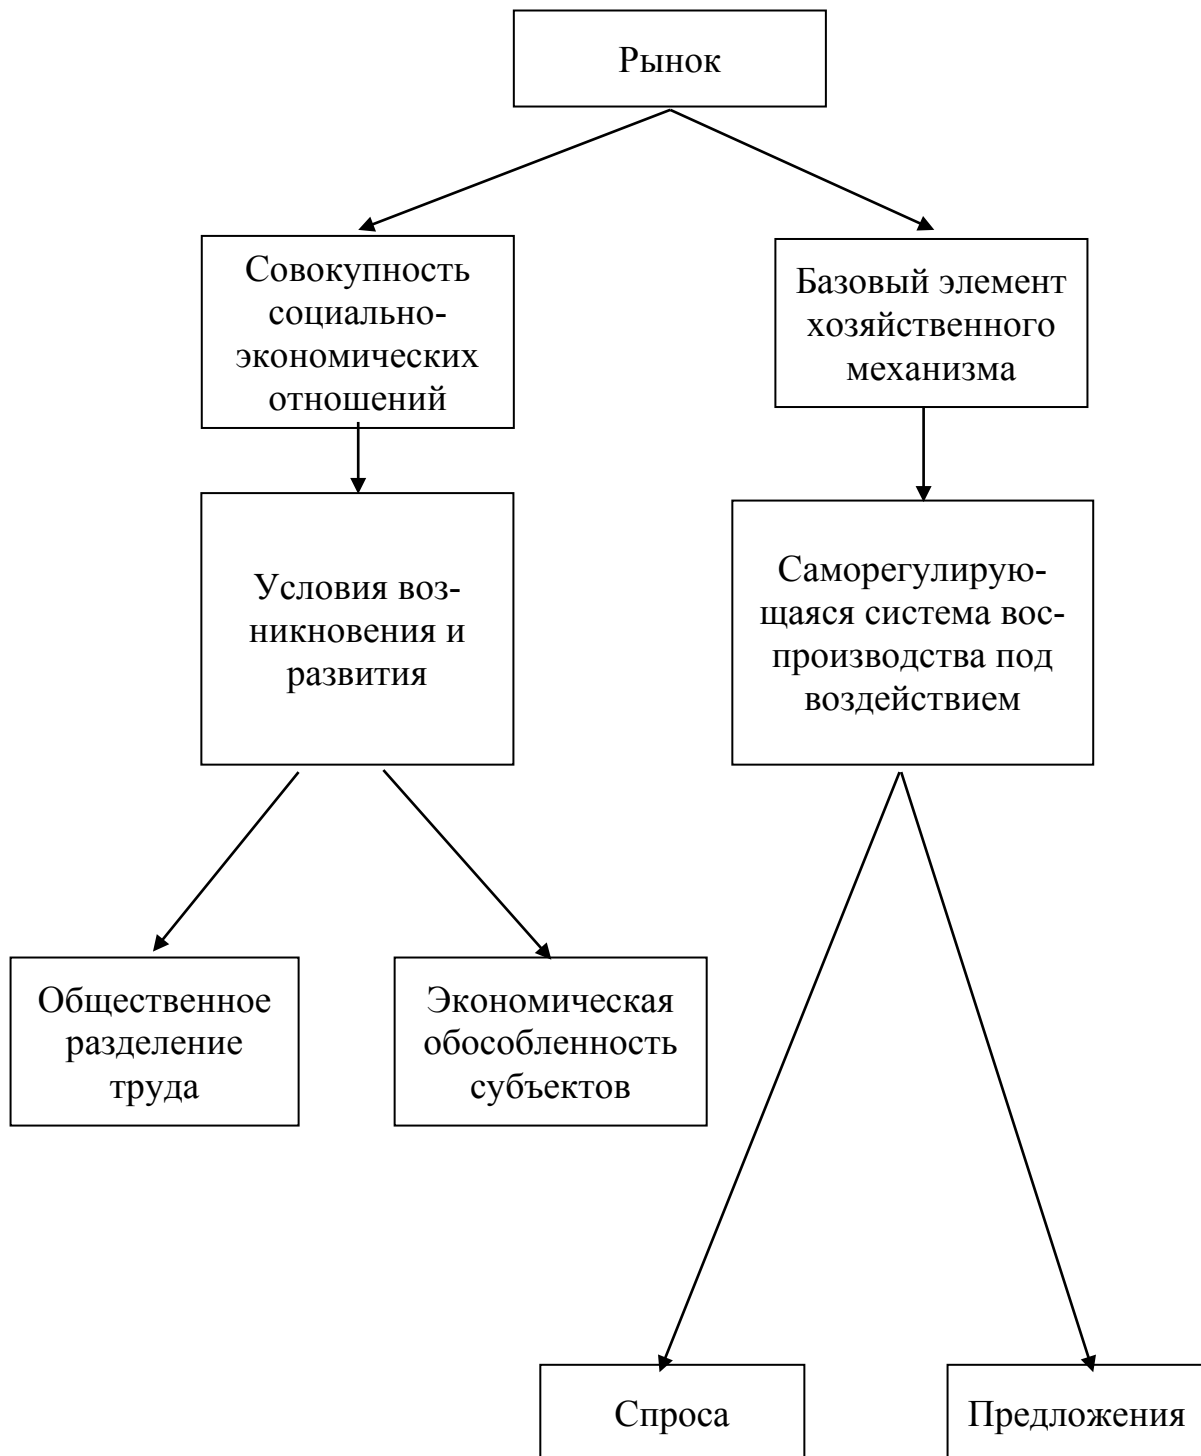 Рынок
Совокупность
социально-
экономических
отношений
Базовый элемент
хозяйственного
механизма
Условия воз-
никновения и
развития
Саморегулирую-
щаяся система вос-
производства под
воздействием
Общественное
разделение
труда
Экономическая
обособленность
субъектов
Спроса
Предложения